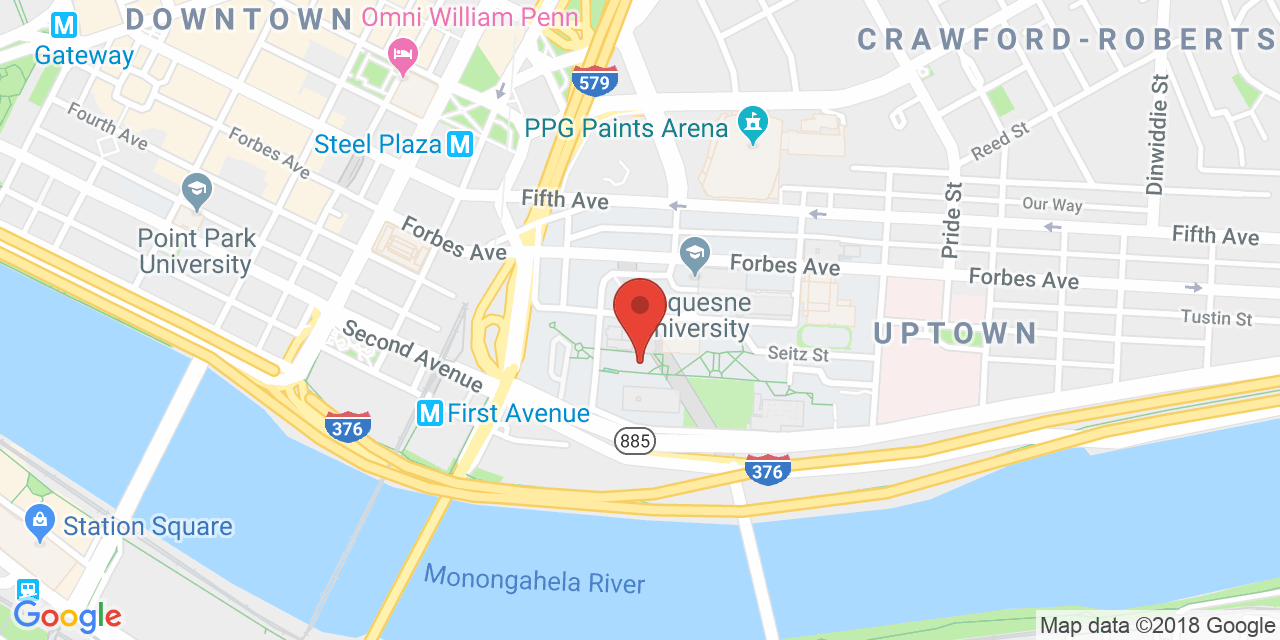 DOWNTOWN
Omni William Penn
M
Gateway
CRAWFORD-ROBERTS
579
Dinwiddie St
Fourth Ave
Forbes Ave
Steel Plaza M
PPG Paints Arena
Reed St
Fifth Ave
Our Way
Pride St
Fifth Ave
Point Park
University
Forbes Ave
Forbes Ave
Forbes Ave
quesne
niversity
Tustin St
UPTOWN
Second Avenue
Seitz St
M First Avenue
376
885
376
Station Square
Monongahela River
Google
Map data ©2018 Google